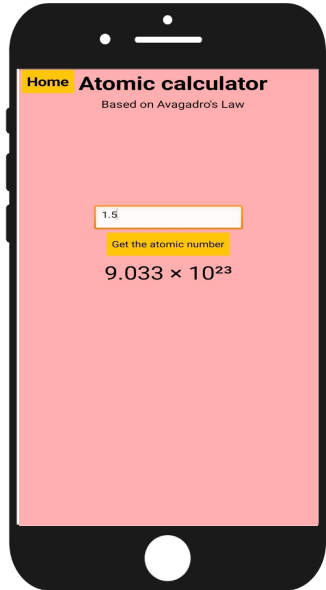 Home Atomic calculator
Based on Avagadro's Law
1.5
Get the atomic number
9.033 × 10²³